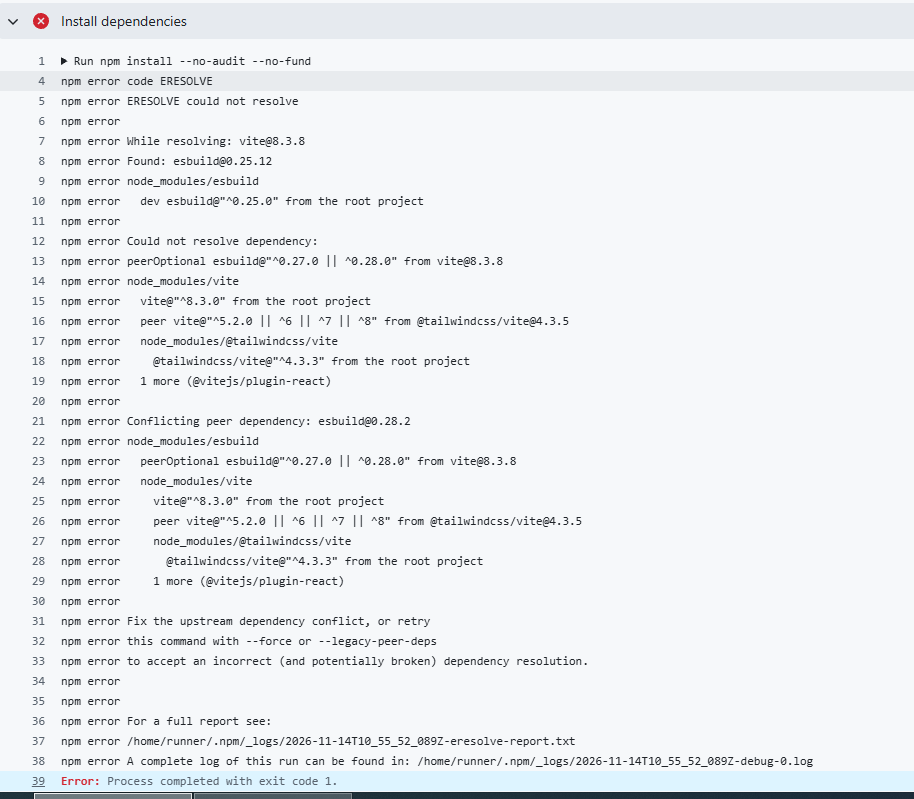 Install dependencies
1 Run npm install --no-audit --no-fund
4 npm error code ERESOLVE
5 npm error ERESOLVE could not resolve
6 npm error
7 npm error While resolving: vite@8.3.8
8 npm error Found: esbuild@0.25.12
9 npm error node_modules/esbuild
10 npm error   dev esbuild@"^0.25.0" from the root project
11 npm error
12 npm error Could not resolve dependency:
13 npm error peerOptional esbuild@"^0.27.0 || ^0.28.0" from vite@8.3.8
14 npm error node_modules/vite
15 npm error   vite@"^8.3.0" from the root project
16 npm error   peer vite@"^5.2.0 || ^6 || ^7 || ^8" from @tailwindcss/vite@4.3.5
17 npm error   node_modules/@tailwindcss/vite
18 npm error     @tailwindcss/vite@"^4.3.3" from the root project
19 npm error   1 more (@vitejs/plugin-react)
20 npm error
21 npm error Conflicting peer dependency: esbuild@0.28.2
22 npm error node_modules/esbuild
23 npm error   peerOptional esbuild@"^0.27.0 || ^0.28.0" from vite@8.3.8
24 npm error   node_modules/vite
25 npm error     vite@"^8.3.0" from the root project
26 npm error     peer vite@"^5.2.0 || ^6 || ^7 || ^8" from @tailwindcss/vite@4.3.5
27 npm error     node_modules/@tailwindcss/vite
28 npm error       @tailwindcss/vite@"^4.3.3" from the root project
29 npm error     1 more (@vitejs/plugin-react)
30 npm error
31 npm error Fix the upstream dependency conflict, or retry
32 npm error this command with --force or --legacy-peer-deps
33 npm error to accept an incorrect (and potentially broken) dependency resolution.
34 npm error
35 npm error
36 npm error For a full report see:
37 npm error /home/runner/.npm/_logs/2026-11-14T10_55_52_089Z-eresolve-report.txt
38 npm error A complete log of this run can be found in: /home/runner/.npm/_logs/2026-11-14T10_55_52_089Z-debug-0.log
39 Error: Process completed with exit code 1.